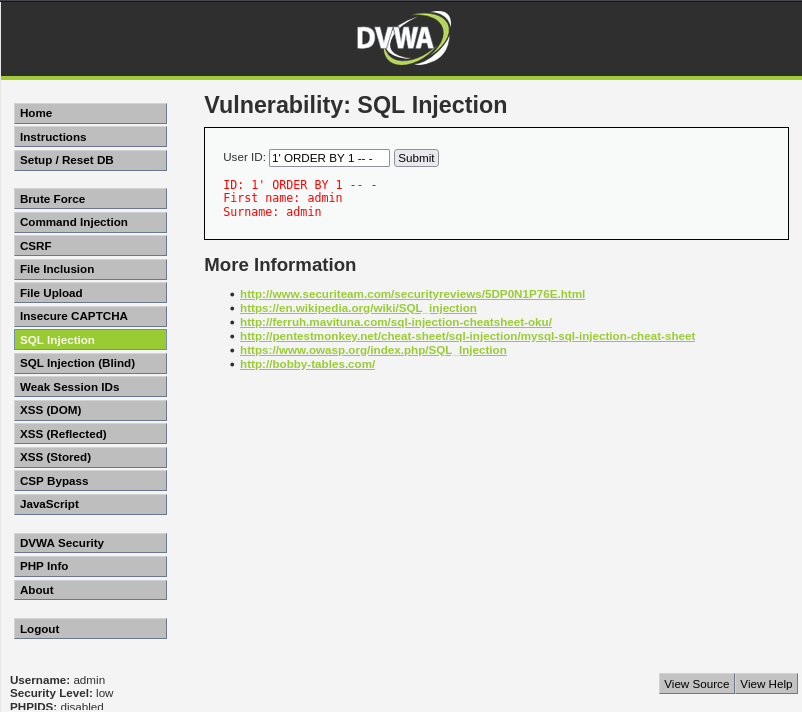 DVWA
Vulnerability: SQL Injection
Home
Instructions
Setup / Reset DB
Brute Force
Command Injection
CSRF
File Inclusion
File Upload
Insecure CAPTCHA
SQL Injection
SQL Injection (Blind)
Weak Session IDs
XSS (DOM)
XSS (Reflected)
XSS (Stored)
CSP Bypass
JavaScript
DVWA Security
PHP Info
About
Logout
User ID: 1' ORDER BY 1 -- - Submit
ID: 1' ORDER BY 1 -- -
First name: admin
Surname: admin
More Information
• http://www.securiteam.com/securityreviews/5DP0N1P76E.html
• https://en.wikipedia.org/wiki/SQL_injection
• http://ferruh.mavituna.com/sql-injection-cheatsheet-oku/
• http://pentestmonkey.net/cheat-sheet/sql-injection/mysql-sql-injection-cheat-sheet
• https://www.owasp.org/index.php/SQL_Injection
• http://bobby-tables.com/
Username: admin
Security Level: low
PHPIDS: disabled
View Source View Help